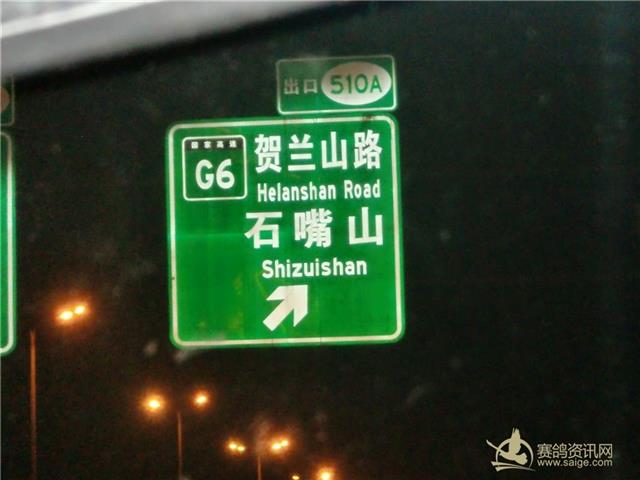 出口 510A
国家高速
G6
贺兰山路
Helanshan Road
石嘴山
Shizuishan
赛鸽资讯网
www.saige.com